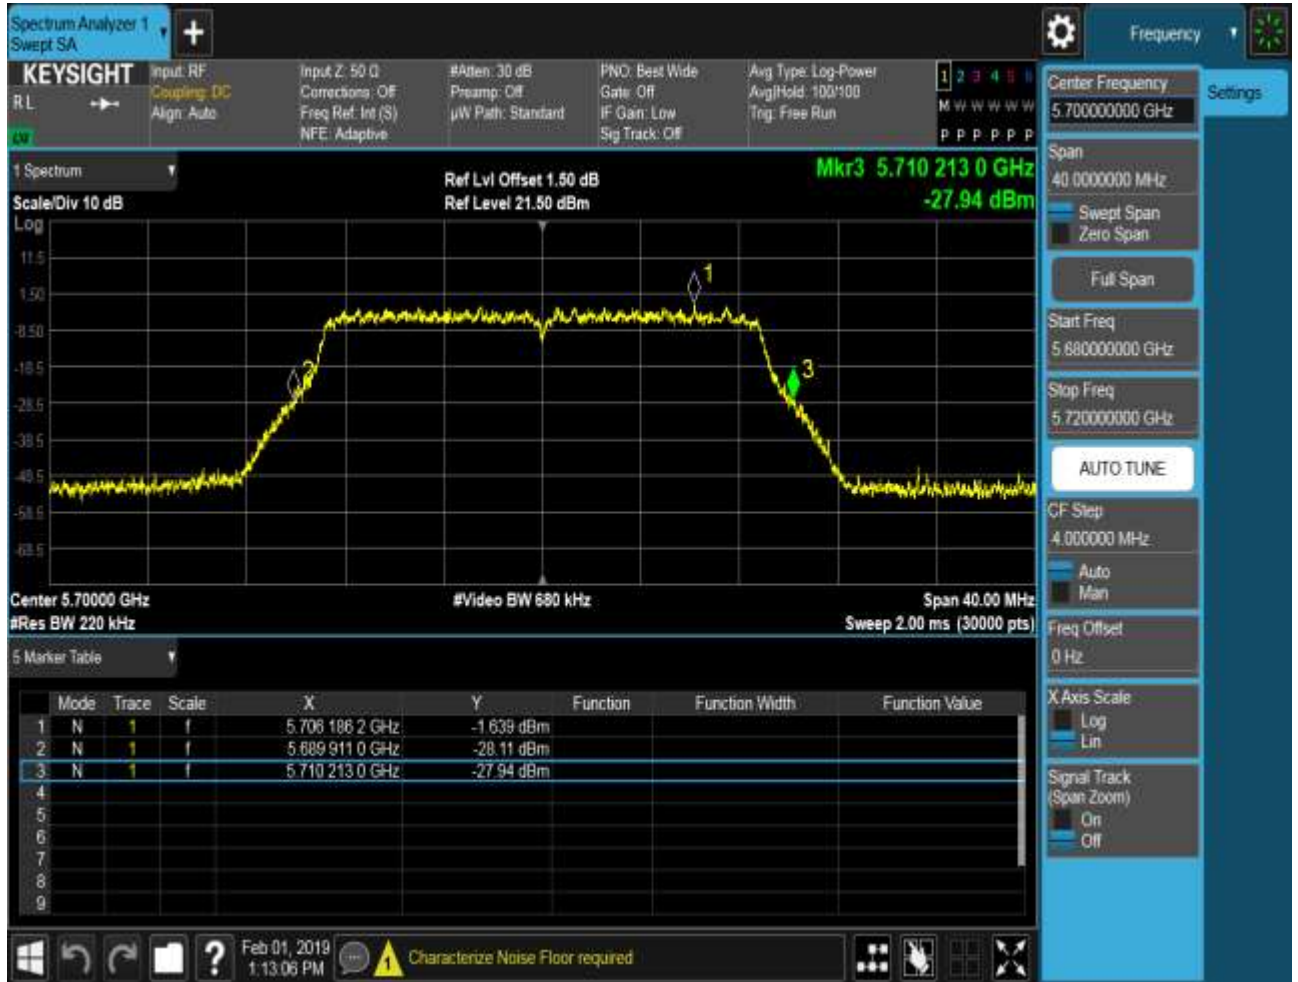 Spectrum Analyzer 1
Swept SA
+
Frequency
KEYSIGHT
Input: RF
Coupling: DC
Align: Auto
Input Z: 50 Ω
Corrections: Off
Freq Ref: Int (S)
NFE: Adaptive
#Atten: 30 dB
Preamp: Off
µW Path: Standard
PNO: Best Wide
Gate: Off
IF Gain: Low
Sig Track: Off
Avg Type: Log-Power
Avg|Hold: 100/100
Trig: Free Run
1 2 3 4 5 6
M W W W W W
P P P P P P
R L
1 Spectrum
Scale/Div 10 dB
Ref Lvl Offset 1.50 dB
Ref Level 21.50 dBm
Mkr3 5.710 213 0 GHz
-27.94 dBm
Log
11.5
1.50
-8.50
-18.5
-28.5
-38.5
-48.5
-58.5
-68.5
1
2
3
Center 5.70000 GHz
#Res BW 220 kHz
#Video BW 680 kHz
Span 40.00 MHz
Sweep 2.00 ms (30000 pts)
5 Marker Table
Mode Trace Scale X Y Function Function Width Function Value
1 N 1 f 5.706 186 2 GHz -1.639 dBm
2 N 1 f 5.689 911 0 GHz -28.11 dBm
3 N 1 f 5.710 213 0 GHz -27.94 dBm
4
5
6
7
8
9
Center Frequency
5.700000000 GHz
Settings
Span
40.0000000 MHz
Swept Span
Zero Span
Full Span
Start Freq
5.680000000 GHz
Stop Freq
5.720000000 GHz
AUTO TUNE
CF Step
4.000000 MHz
Auto
Man
Freq Offset
0 Hz
X Axis Scale
Log
Lin
Signal Track
(Span Zoom)
On
Off
?
Feb 01, 2019
1:13:06 PM
1
Characterize Noise Floor required